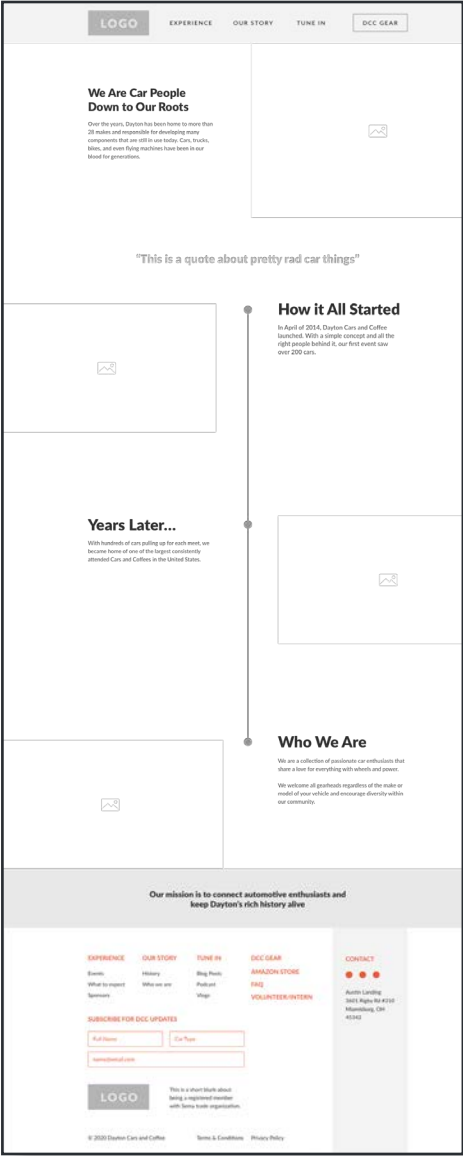 LOGO
EXPERIENCE
OUR STORY
TUNE IN
DCC GEAR
We Are Car People
Down to Our Roots
Over the years, Dayton has been home to more than
28 makes and responsible for developing many
components that are still in use today. Cars, trucks,
bikes, and even flying machines have been in our
blood for generations.
"This is a quote about pretty rad car things"
How it All Started
In April of 2014, Dayton Cars and Coffee
launched. With a simple concept and all the
right people behind it, our first event saw
over 200 cars.
Years Later...
With hundreds of cars pulling up for each meet, we
became home of one of the largest consistently
attended Cars and Coffees in the United States.
Who We Are
We are a collection of passionate car enthusiasts that
share a love for everything with wheels and power.
We welcome all gearheads regardless of the make or
model of your vehicle and encourage diversity within
our community.
Our mission is to connect automotive enthusiasts and
keep Dayton's rich history alive
EXPERIENCE
Events
What to expect
Sponsors
OUR STORY
History
Who we are
TUNE IN
Blog Posts
Podcast
Vlogs
DCC GEAR
AMAZON STORE
FAQ
VOLUNTEER/INTERN
CONTACT
Austin Landing
3601 Rigby Rd #310
Miamisburg, OH
45342
SUBSCRIBE FOR DCC UPDATES
Full Name
Car Type
name@email.com
LOGO
This is a short blurb about
being a registered member
with Sema trade organization.
© 2020 Dayton Cars and Coffee
Terms & Conditions
Privacy Policy